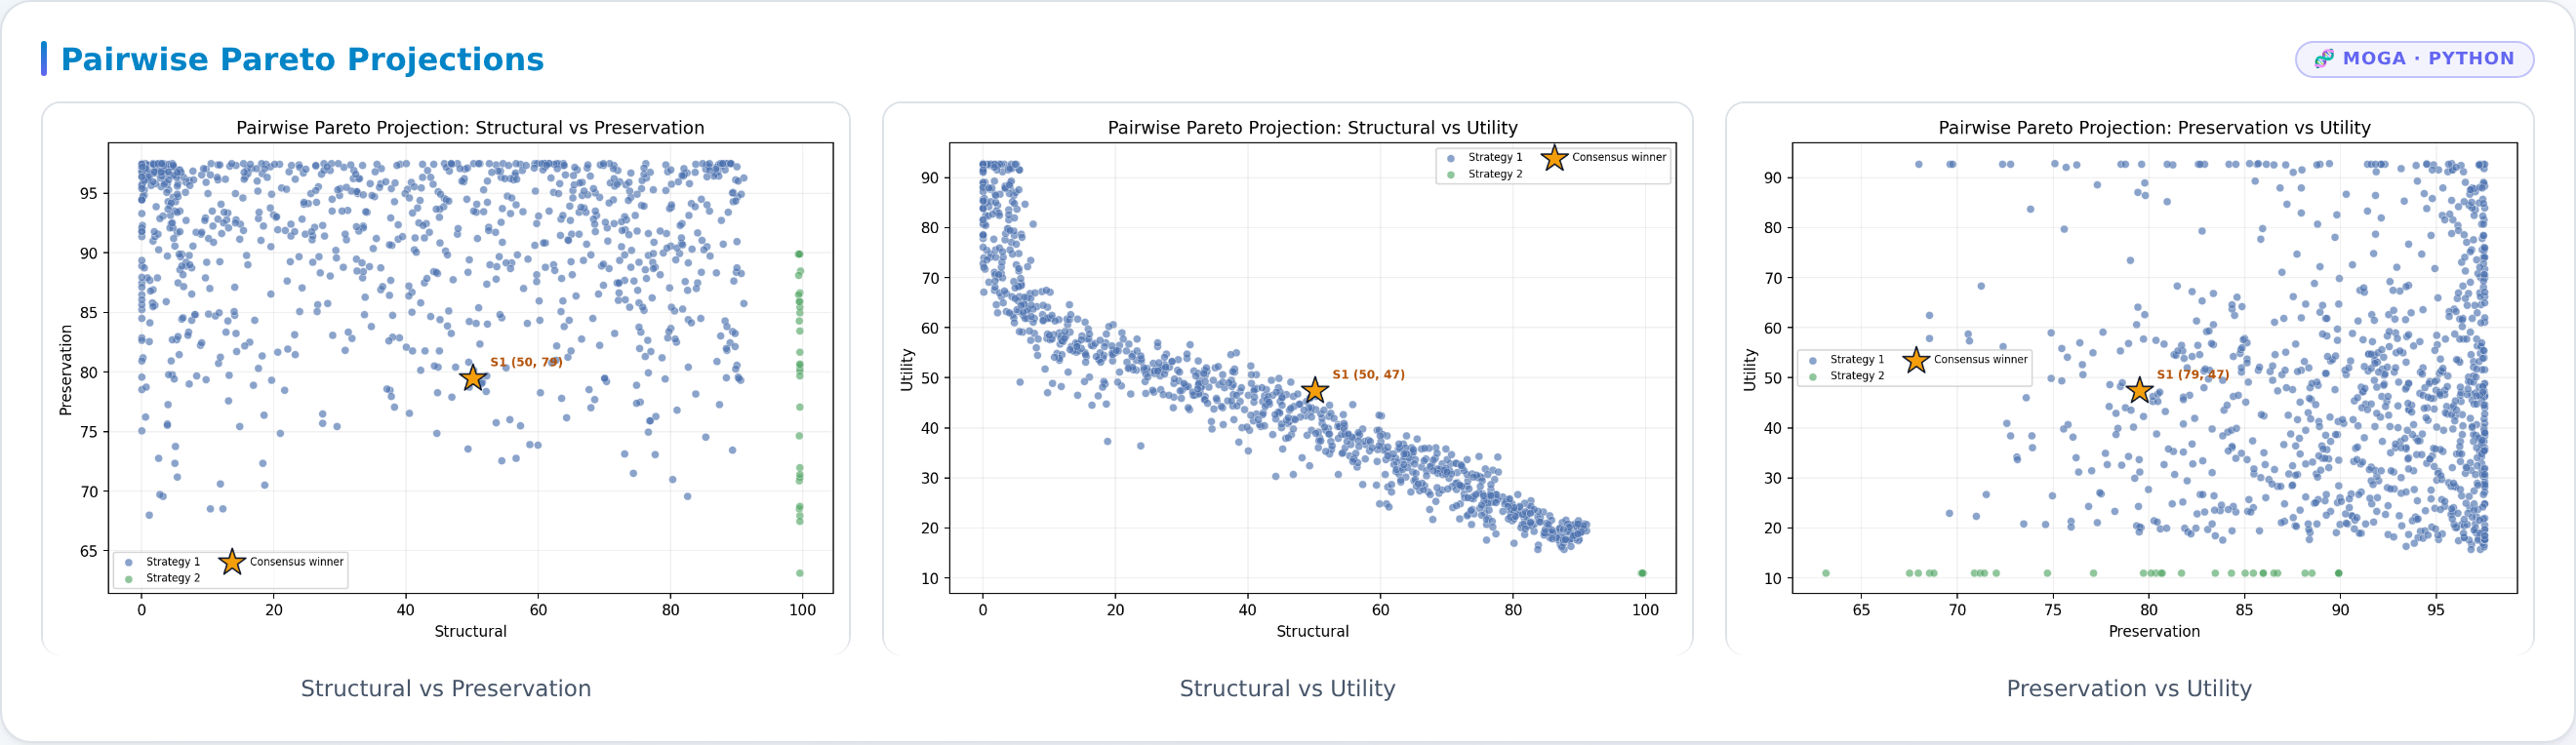 Pairwise Pareto Projections
🧬 MOGA · PYTHON
Pairwise Pareto Projection: Structural vs Preservation
Preservation
95
90
85
80
75
70
65
S1 (50, 79)
Strategy 1
Strategy 2
Consensus winner
0 20 40 60 80 100
Structural
Structural vs Preservation
Pairwise Pareto Projection: Structural vs Utility
Strategy 1
Strategy 2
Consensus winner
Utility
90
80
70
60
50
40
30
20
10
S1 (50, 47)
0 20 40 60 80 100
Structural
Structural vs Utility
Pairwise Pareto Projection: Preservation vs Utility
Utility
90
80
70
60
50
40
30
20
10
Strategy 1
Strategy 2
Consensus winner
S1 (79, 47)
65 70 75 80 85 90 95
Preservation
Preservation vs Utility